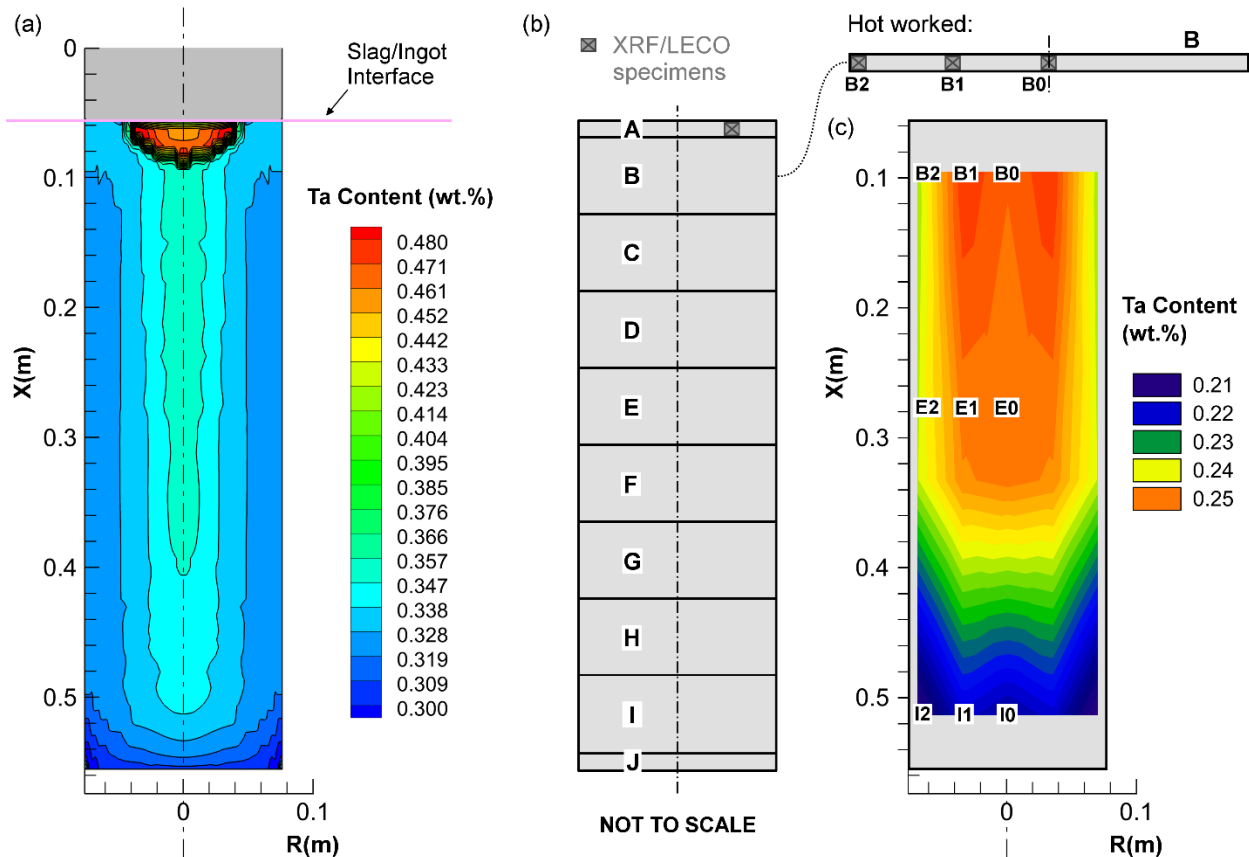 (a)
0
0.1
0.2
0.3
0.4
0.5
X(m)
Slag/Ingot
Interface
Ta Content (wt.%)
0.480
0.471
0.461
0.452
0.442
0.433
0.423
0.414
0.404
0.395
0.385
0.376
0.366
0.357
0.347
0.338
0.328
0.319
0.309
0.300
0
0.1
R(m)
(b)
XRF/LECO
specimens
A
B
C
D
E
F
G
H
I
J
NOT TO SCALE
Hot worked:
B
B2
B1
B0
(c)
0.1
0.2
0.3
0.4
0.5
X(m)
B2 B1 B0
E2 E1 E0
I2 I1 I0
Ta Content
(wt.%)
0.21
0.22
0.23
0.24
0.25
0
0.1
R(m)